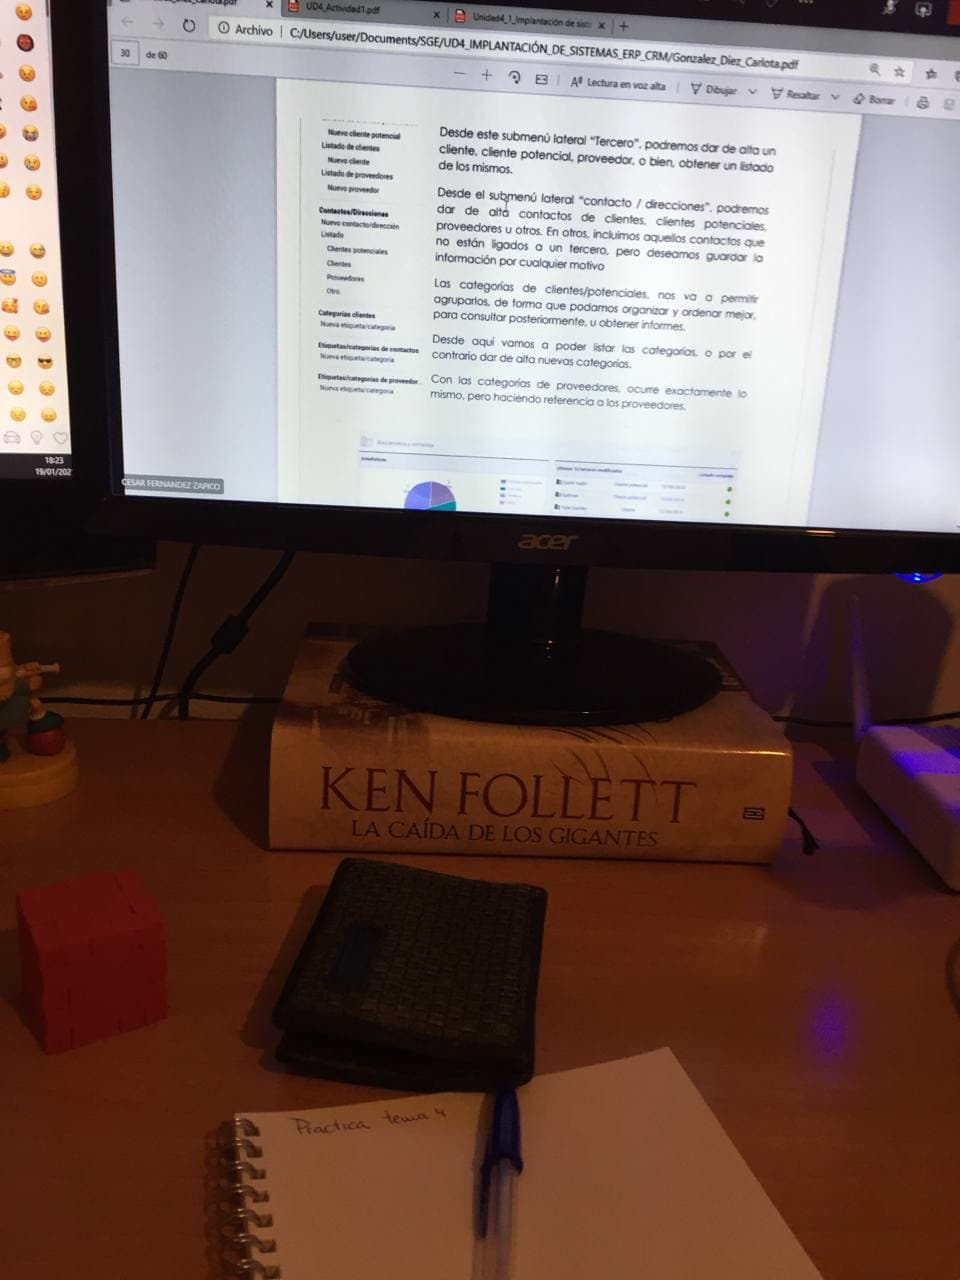 UD4_Actividad1.pdf
Unidad4_1_Implantación de siste
Archivo | C:/Users/user/Documents/SGE/UD4_IMPLANTACIÓN_DE_SISTEMAS_ERP_CRM/Gonzalez_Diez_Carlota.pdf
30 de 60
Lectura en voz alta
Dibujar
Resaltar
Borrar
Nuevo cliente potencial
Listado de clientes
Nuevo cliente
Listado de proveedores
Nuevo proveedor
Contactos/Direcciones
Nuevo contacto/dirección
Listado
Clientes potenciales
Clientes
Proveedores
Otro
Categorías clientes
Nueva etiqueta/categoría
Etiquetas/categorías de contactos
Nueva etiqueta/categoría
Etiquetas/categorías de proveedor
Nueva etiqueta/categoría
Desde este submenú lateral "Tercero", podremos dar de alta un
cliente, cliente potencial, proveedor, o bien, obtener un listado
de los mismos.
Desde el submenú lateral "contacto / direcciones", podremos
dar de alta contactos de clientes, clientes potenciales,
proveedores u otros. En otros, incluimos aquellos contactos que
no están ligados a un tercero, pero deseamos guardar la
información por cualquier motivo
Las categorías de clientes/potenciales, nos va a permitir
agruparlos, de forma que podamos organizar y ordenar mejor,
para consultar posteriormente, u obtener informes.
Desde aquí vamos a poder listar las categorías, o por el
contrario dar de alta nuevas categorías.
Con las categorías de proveedores, ocurre exactamente lo
mismo, pero haciendo referencia a los proveedores.
Estadísticas
18:23
19/01/202
CESAR FERNANDEZ ZAPICO
acer
KEN FOLLETT
LA CAÍDA DE LOS GIGANTES
Práctica tema 4